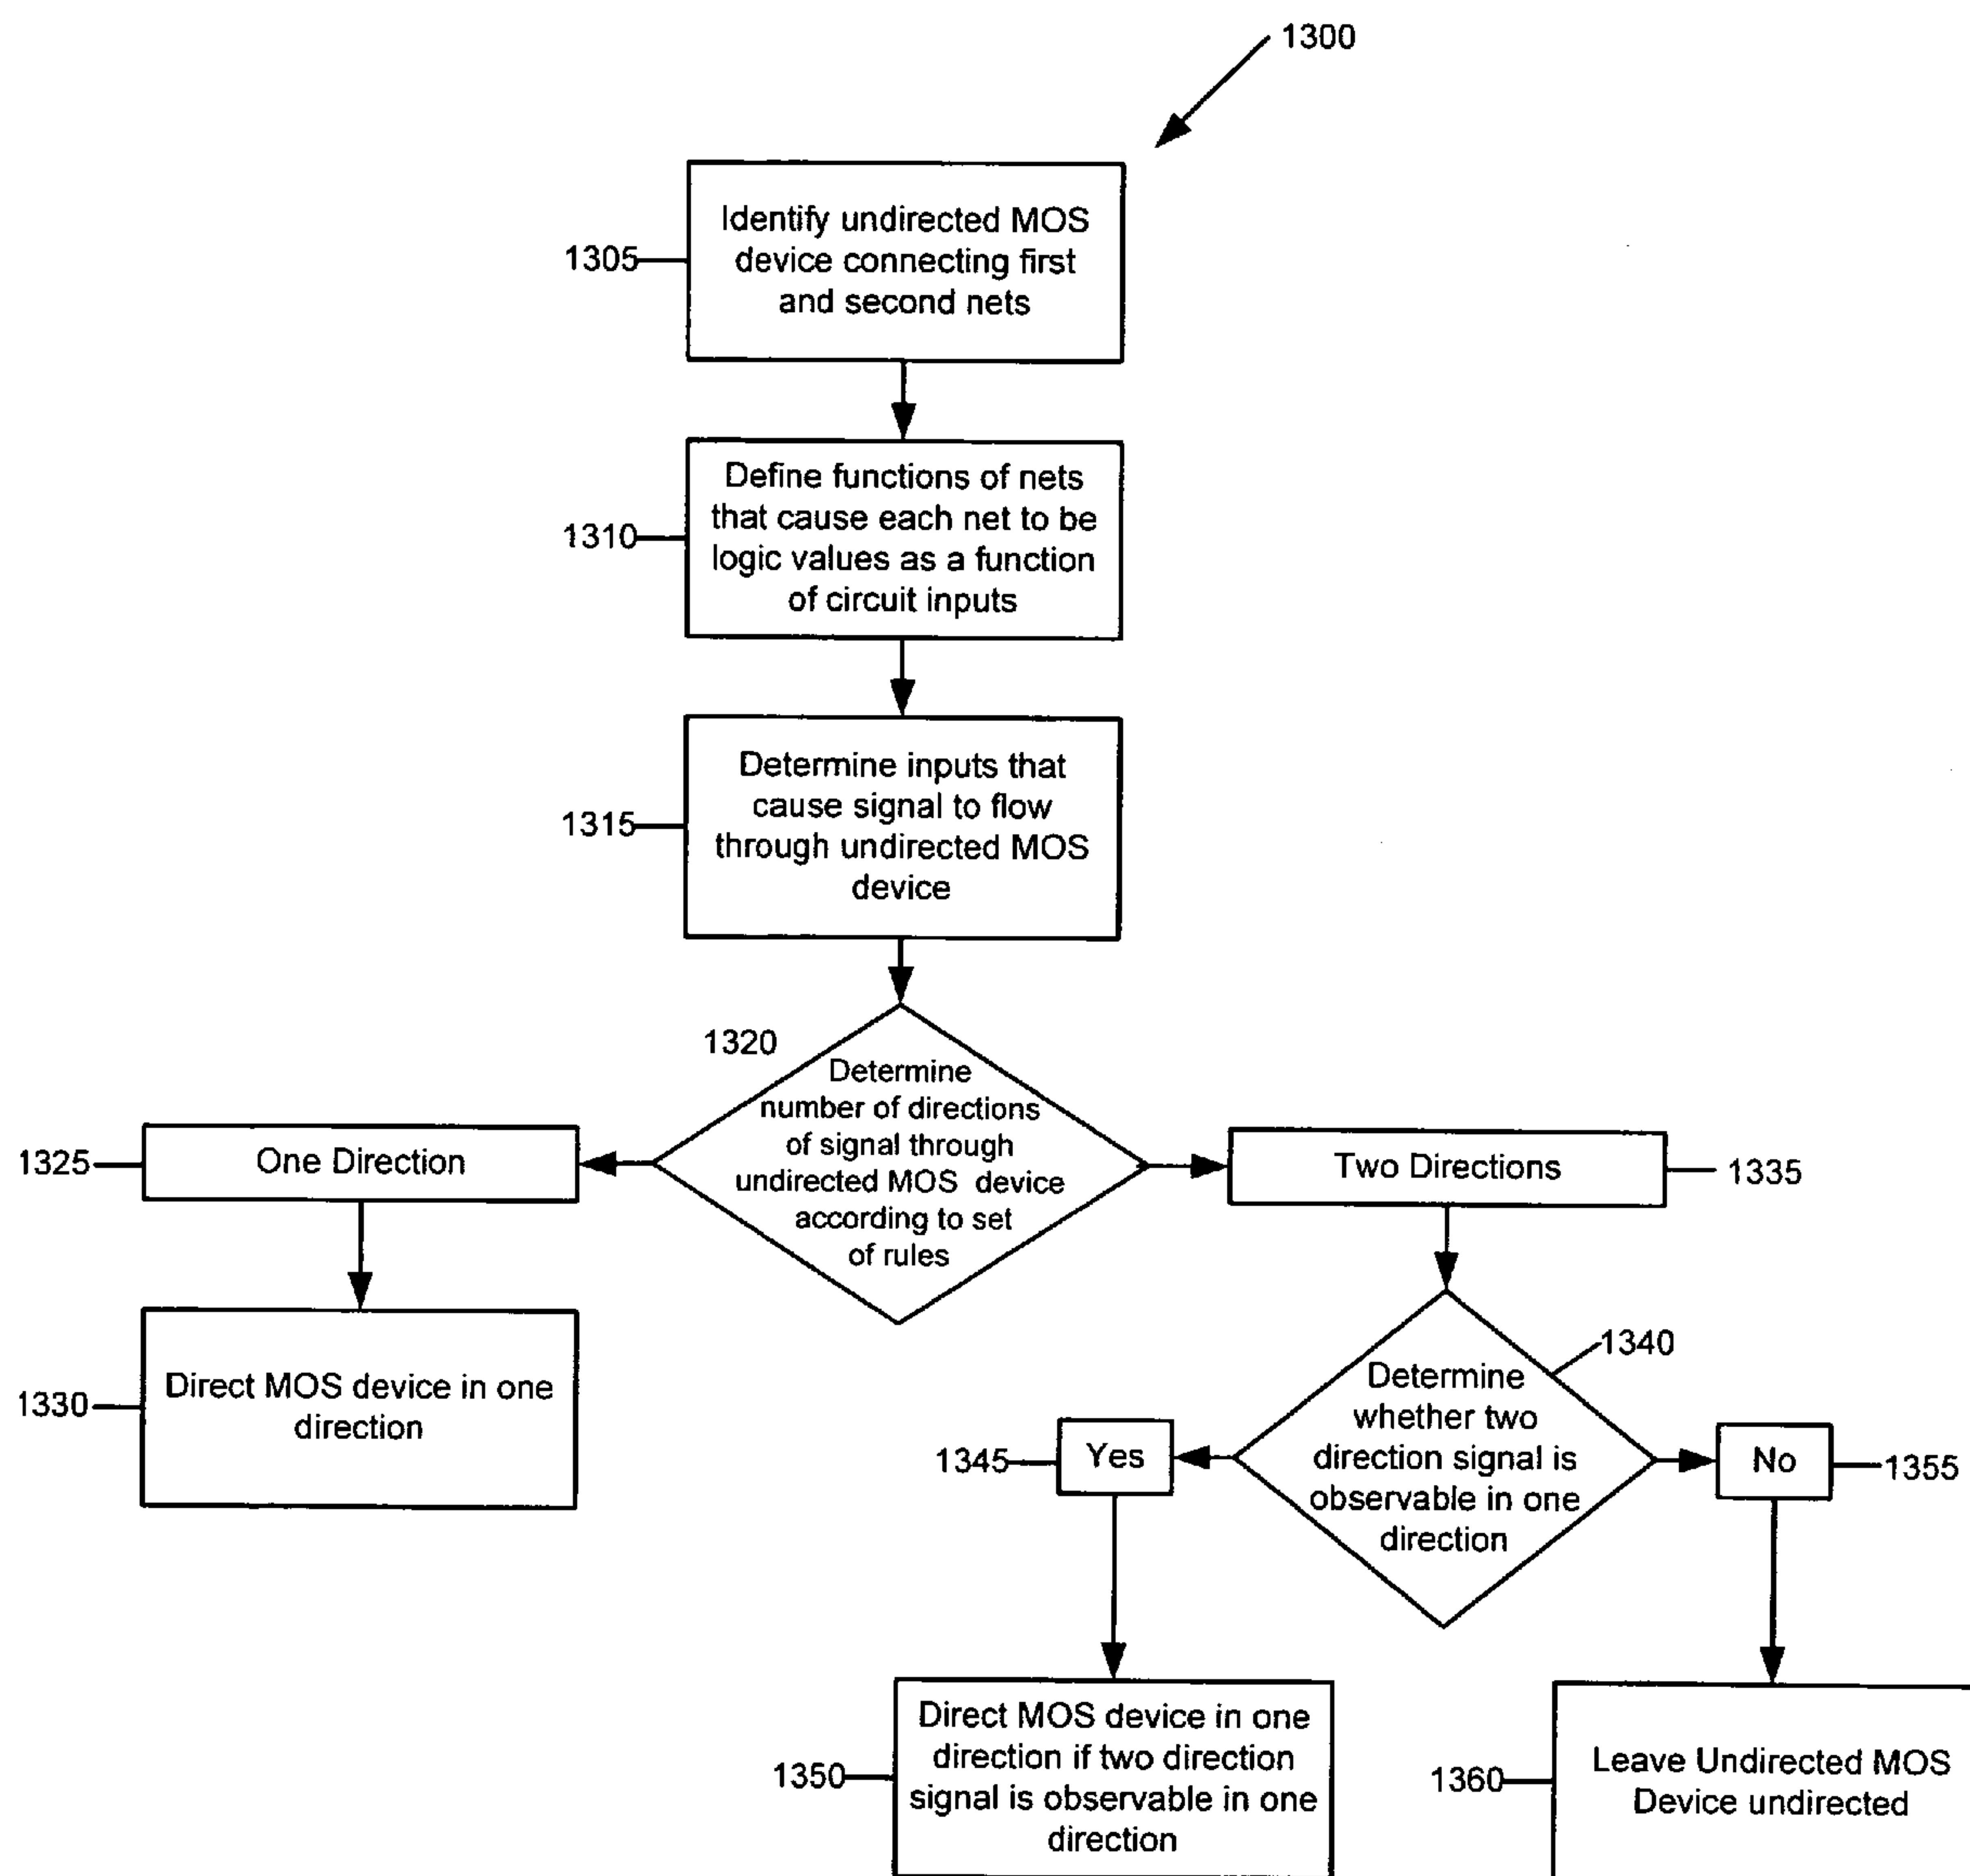 1300
Identify undirected MOS
device connecting first
and second nets
1305
Define functions of nets
that cause each net to be
logic values as a function
of circuit inputs
1310
Determine inputs that
cause signal to flow
through undirected MOS
device
1315
1320
Determine
number of directions
of signal through
undirected MOS device
according to set
of rules
1325
One Direction
Two Directions
1335
1330
Direct MOS device in one
direction
1340
Determine
whether two
direction signal is
observable in one
direction
1345
Yes
No
1355
1350
Direct MOS device in one
direction if two direction
signal is observable in one
direction
1360
Leave Undirected MOS
Device undirected